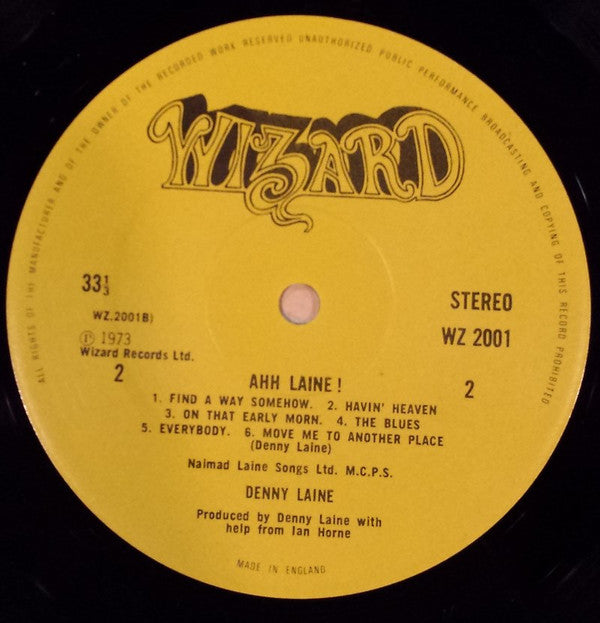 ALL RIGHTS OF THE MANUFACTURER AND OF THE OWNER OF THE RECORDED WORK RESERVED UNAUTHORIZED PUBLIC PERFORMANCE BROADCASTING AND COPYING OF THIS RECORD PROHIBITED
WIZARD
33⅓
STEREO
WZ.2001B)
WZ 2001
℗ 1973
Wizard Records Ltd.
2
2
AHH LAINE!
1. FIND A WAY SOMEHOW. 2. HAVIN' HEAVEN
3. ON THAT EARLY MORN. 4. THE BLUES
5. EVERYBODY. 6. MOVE ME TO ANOTHER PLACE
(Denny Laine)
Naimad Laine Songs Ltd. M.C.P.S.
DENNY LAINE
Produced by Denny Laine with
help from Ian Horne
MADE IN ENGLAND